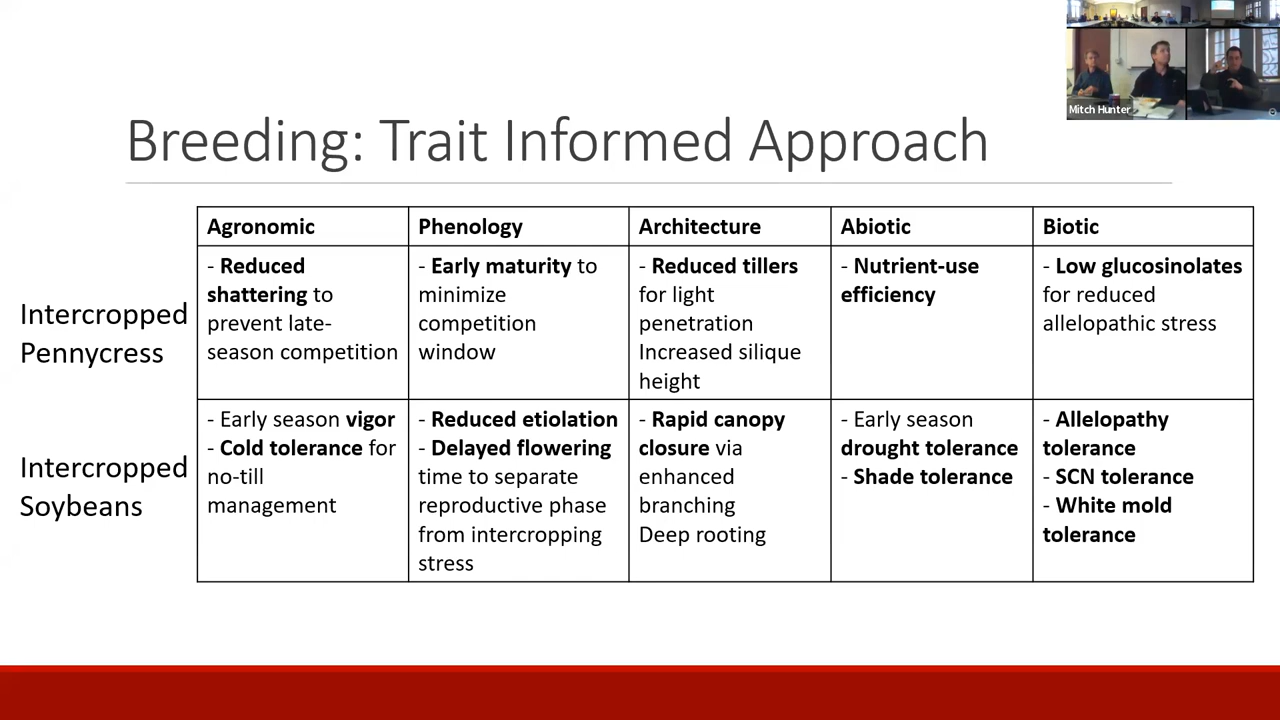 Mitch Hunter
Breeding: Trait Informed Approach
Agronomic
Phenology
Architecture
Abiotic
Biotic
Intercropped
Pennycress
- Reduced
shattering to
prevent late-
season competition
- Early maturity to
minimize
competition
window
- Reduced tillers
for light
penetration
Increased silique
height
- Nutrient-use
efficiency
- Low glucosinolates
for reduced
allelopathic stress
Intercropped
Soybeans
- Early season vigor
- Cold tolerance for
no-till
management
- Reduced etiolation
- Delayed flowering
time to separate
reproductive phase
from intercropping
stress
- Rapid canopy
closure via
enhanced
branching
Deep rooting
- Early season
drought tolerance
- Shade tolerance
- Allelopathy
tolerance
- SCN tolerance
- White mold
tolerance